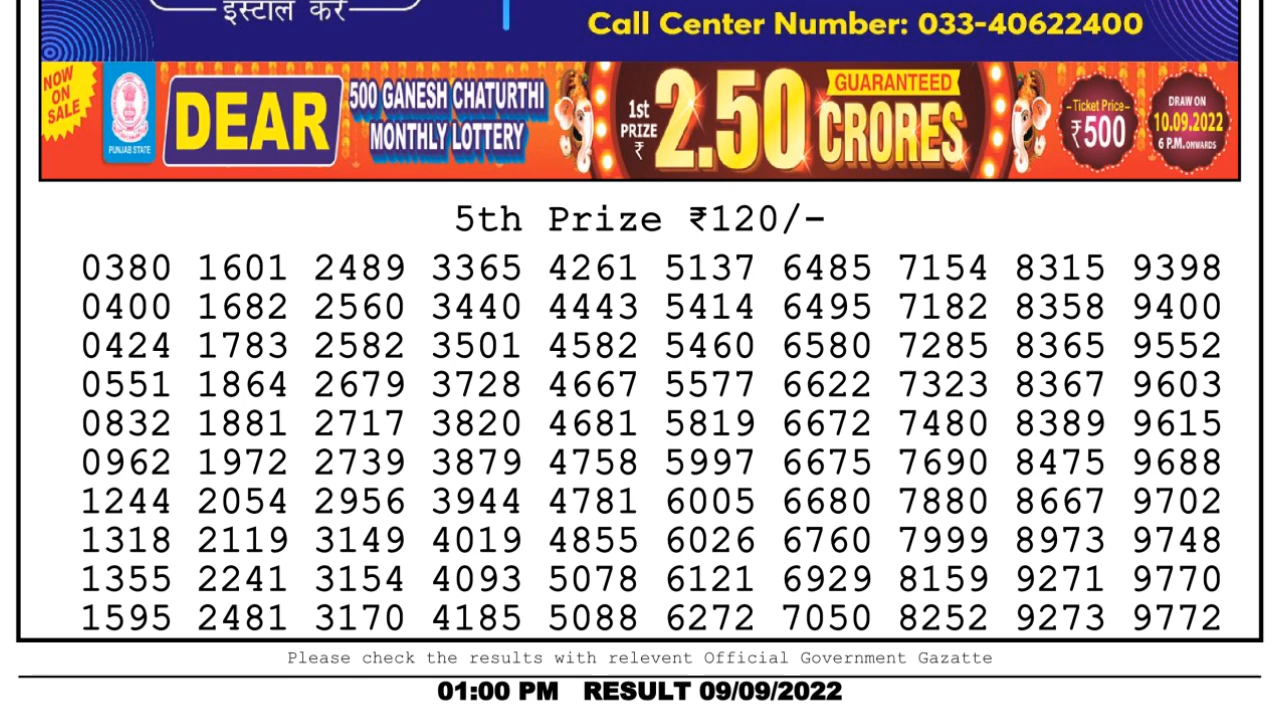 इंस्टॉल करें
Call Center Number: 033-40622400
NOW ON SALE
PUNJAB STATE
DEAR
500 GANESH CHATURTHI
MONTHLY LOTTERY
1st PRIZE ₹
2.50
GUARANTEED
CRORES
-Ticket Price-
₹500
DRAW ON
10.09.2022
6 P.M. ONWARDS
5th Prize ₹120/-
0380 1601 2489 3365 4261 5137 6485 7154 8315 9398
0400 1682 2560 3440 4443 5414 6495 7182 8358 9400
0424 1783 2582 3501 4582 5460 6580 7285 8365 9552
0551 1864 2679 3728 4667 5577 6622 7323 8367 9603
0832 1881 2717 3820 4681 5819 6672 7480 8389 9615
0962 1972 2739 3879 4758 5997 6675 7690 8475 9688
1244 2054 2956 3944 4781 6005 6680 7880 8667 9702
1318 2119 3149 4019 4855 6026 6760 7999 8973 9748
1355 2241 3154 4093 5078 6121 6929 8159 9271 9770
1595 2481 3170 4185 5088 6272 7050 8252 9273 9772
Please check the results with relevent Official Government Gazatte
01:00 PM RESULT 09/09/2022